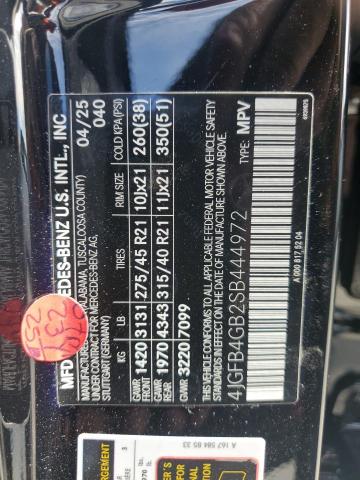 MFD EDES-BENZ U.S. INTL., INC
MANUFACTURED ALABAMA, TUSCALOOSA COUNTY)
UNDER CONTRACT FOR MERCEDES-BENZ AG,
STUTTGART (GERMANY)
04/25
040
KG LB TIRES RIM SIZE COLD KPA(PSI)
GAWR FRONT 1420 3131 275/45 R21 10JX21 260(38)
GAWR REAR 1970 4343 315/40 R21 11JX21 350(51)
GVWR 3220 7099
THIS VEHICLE CONFORMS TO ALL APPLICABLE FEDERAL MOTOR VEHICLE SAFETY
STANDARDS IN EFFECT ON THE DATE OF MANUFACTURE SHOWN ABOVE.
4JGFB4GB2SB444972 TYPE: MPV
A 000 817 52 04
A 167 584 85 33